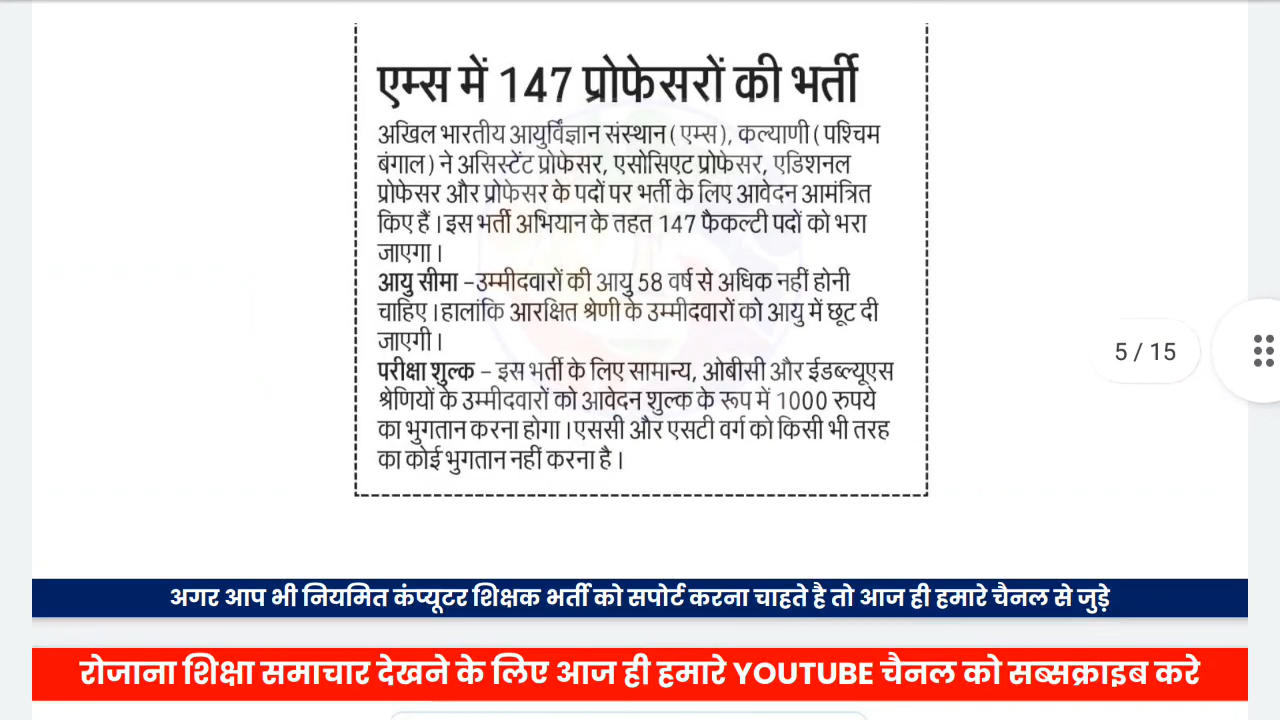 एम्स में 147 प्रोफेसरों की भर्ती
अखिल भारतीय आयुर्विज्ञान संस्थान ( एम्स ), कल्याणी ( पश्चिम
बंगाल ) ने असिस्टेंट प्रोफेसर, एसोसिएट प्रोफेसर, एडिशनल
प्रोफेसर और प्रोफेसर के पदों पर भर्ती के लिए आवेदन आमंत्रित
किए हैं । इस भर्ती अभियान के तहत 147 फैकल्टी पदों को भरा
जाएगा ।
आयु सीमा –उम्मीदवारों की आयु 58 वर्ष से अधिक नहीं होनी
चाहिए । हालांकि आरक्षित श्रेणी के उम्मीदवारों को आयु में छूट दी
जाएगी ।
परीक्षा शुल्क – इस भर्ती के लिए सामान्य, ओबीसी और ईडब्ल्यूएस
श्रेणियों के उम्मीदवारों को आवेदन शुल्क के रूप में 1000 रुपये
का भुगतान करना होगा । एससी और एसटी वर्ग को किसी भी तरह
का कोई भुगतान नहीं करना है ।
5 / 15
अगर आप भी नियमित कंप्यूटर शिक्षक भर्ती को सपोर्ट करना चाहते है तो आज ही हमारे चैनल से जुड़े
रोजाना शिक्षा समाचार देखने के लिए आज ही हमारे YOUTUBE चैनल को सब्सक्राइब करे